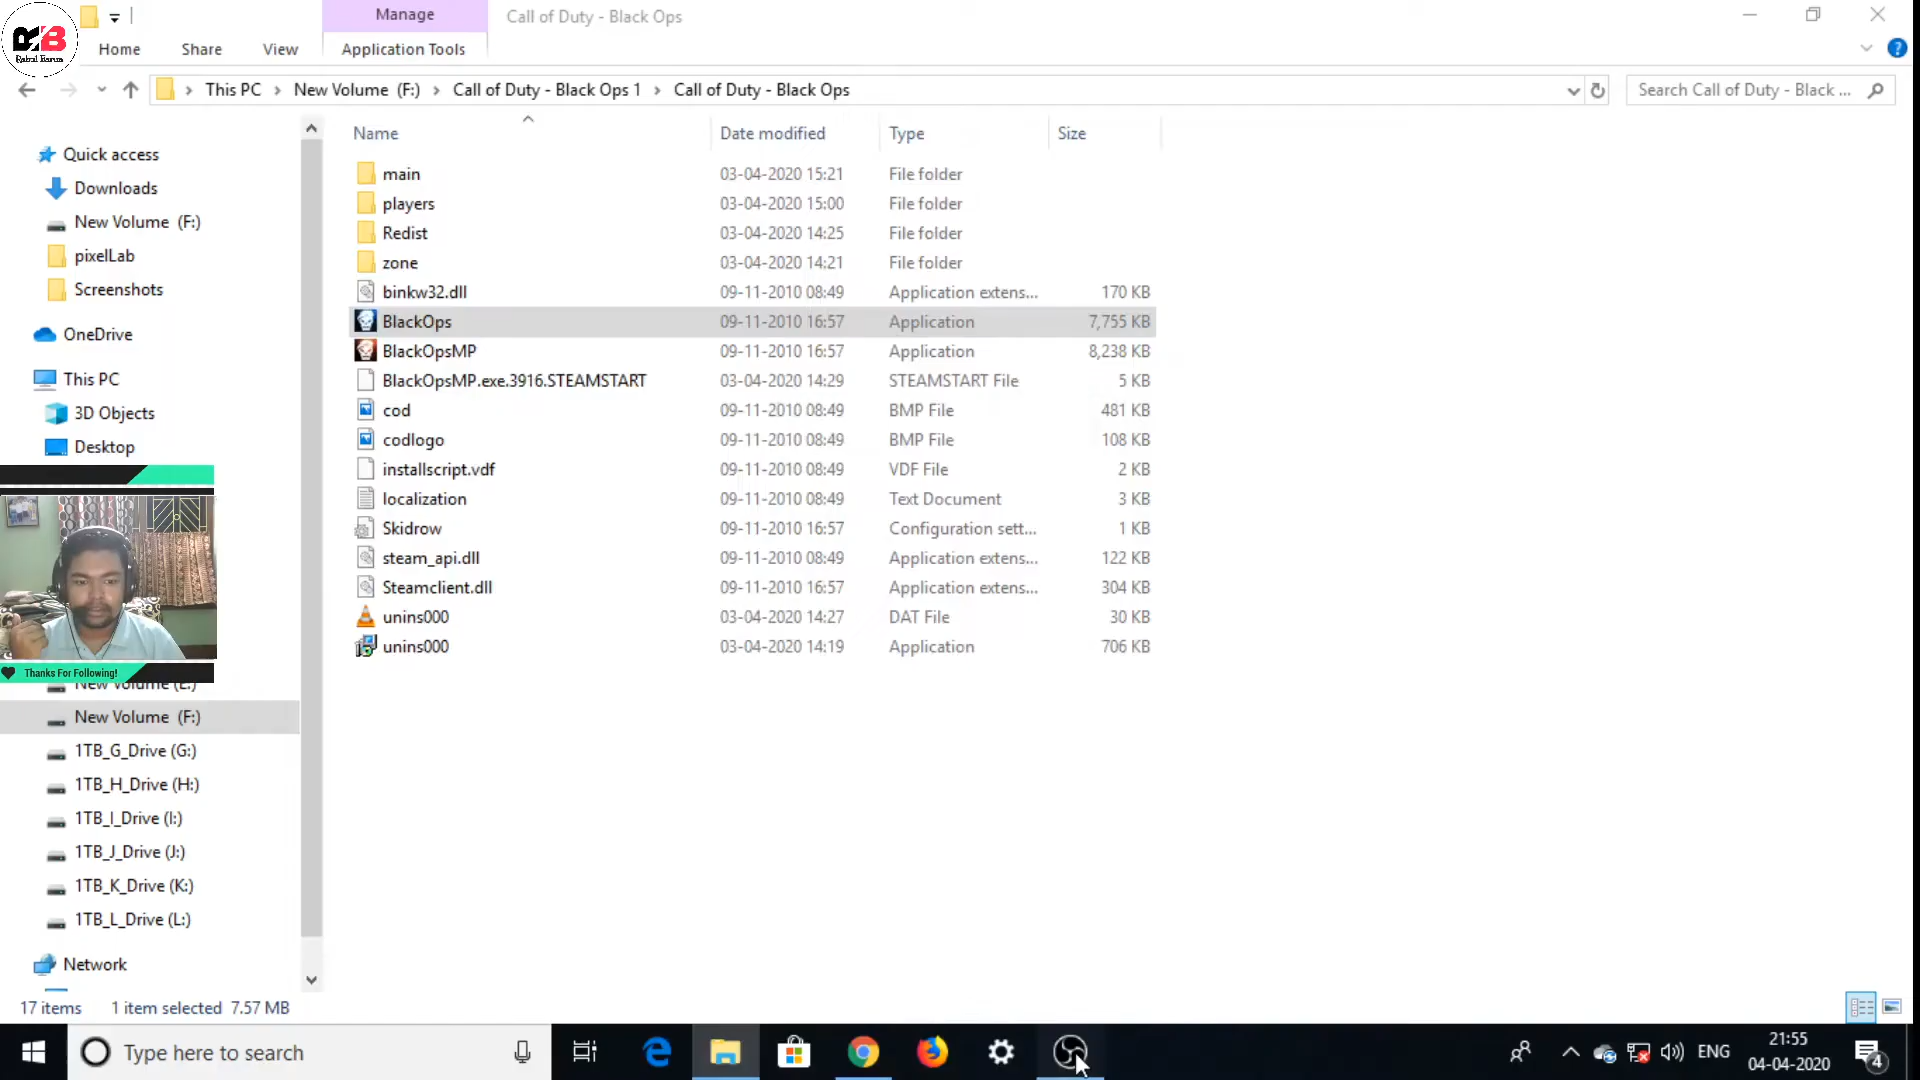 Manage
Call of Duty - Black Ops
Home
Share
View
Application Tools
This PC
New Volume (F:)
Call of Duty - Black Ops 1
Call of Duty - Black Ops
Search Call of Duty - Black ...
Name
Date modified
Type
Size
main 03-04-2020 15:21 File folder
players 03-04-2020 15:00 File folder
Redist 03-04-2020 14:25 File folder
zone 03-04-2020 14:21 File folder
binkw32.dll 09-11-2010 08:49 Application extens... 170 KB
BlackOps 09-11-2010 16:57 Application 7,755 KB
BlackOpsMP 09-11-2010 16:57 Application 8,238 KB
BlackOpsMP.exe.3916.STEAMSTART 03-04-2020 14:29 STEAMSTART File 5 KB
cod 09-11-2010 08:49 BMP File 481 KB
codlogo 09-11-2010 08:49 BMP File 108 KB
installscript.vdf 09-11-2010 08:49 VDF File 2 KB
localization 09-11-2010 08:49 Text Document 3 KB
Skidrow 09-11-2010 16:57 Configuration sett... 1 KB
steam_api.dll 09-11-2010 08:49 Application extens... 122 KB
Steamclient.dll 09-11-2010 16:57 Application extens... 304 KB
unins000 03-04-2020 14:27 DAT File 30 KB
unins000 03-04-2020 14:19 Application 706 KB
Quick access
Downloads
New Volume (F:)
pixelLab
Screenshots
OneDrive
This PC
3D Objects
Desktop
Thanks For Following!
New Volume (E:)
New Volume (F:)
1TB_G_Drive (G:)
1TB_H_Drive (H:)
1TB_I_Drive (I:)
1TB_J_Drive (J:)
1TB_K_Drive (K:)
1TB_L_Drive (L:)
Network
17 items
1 item selected 7.57 MB
Type here to search
ENG
21:55
04-04-2020
4